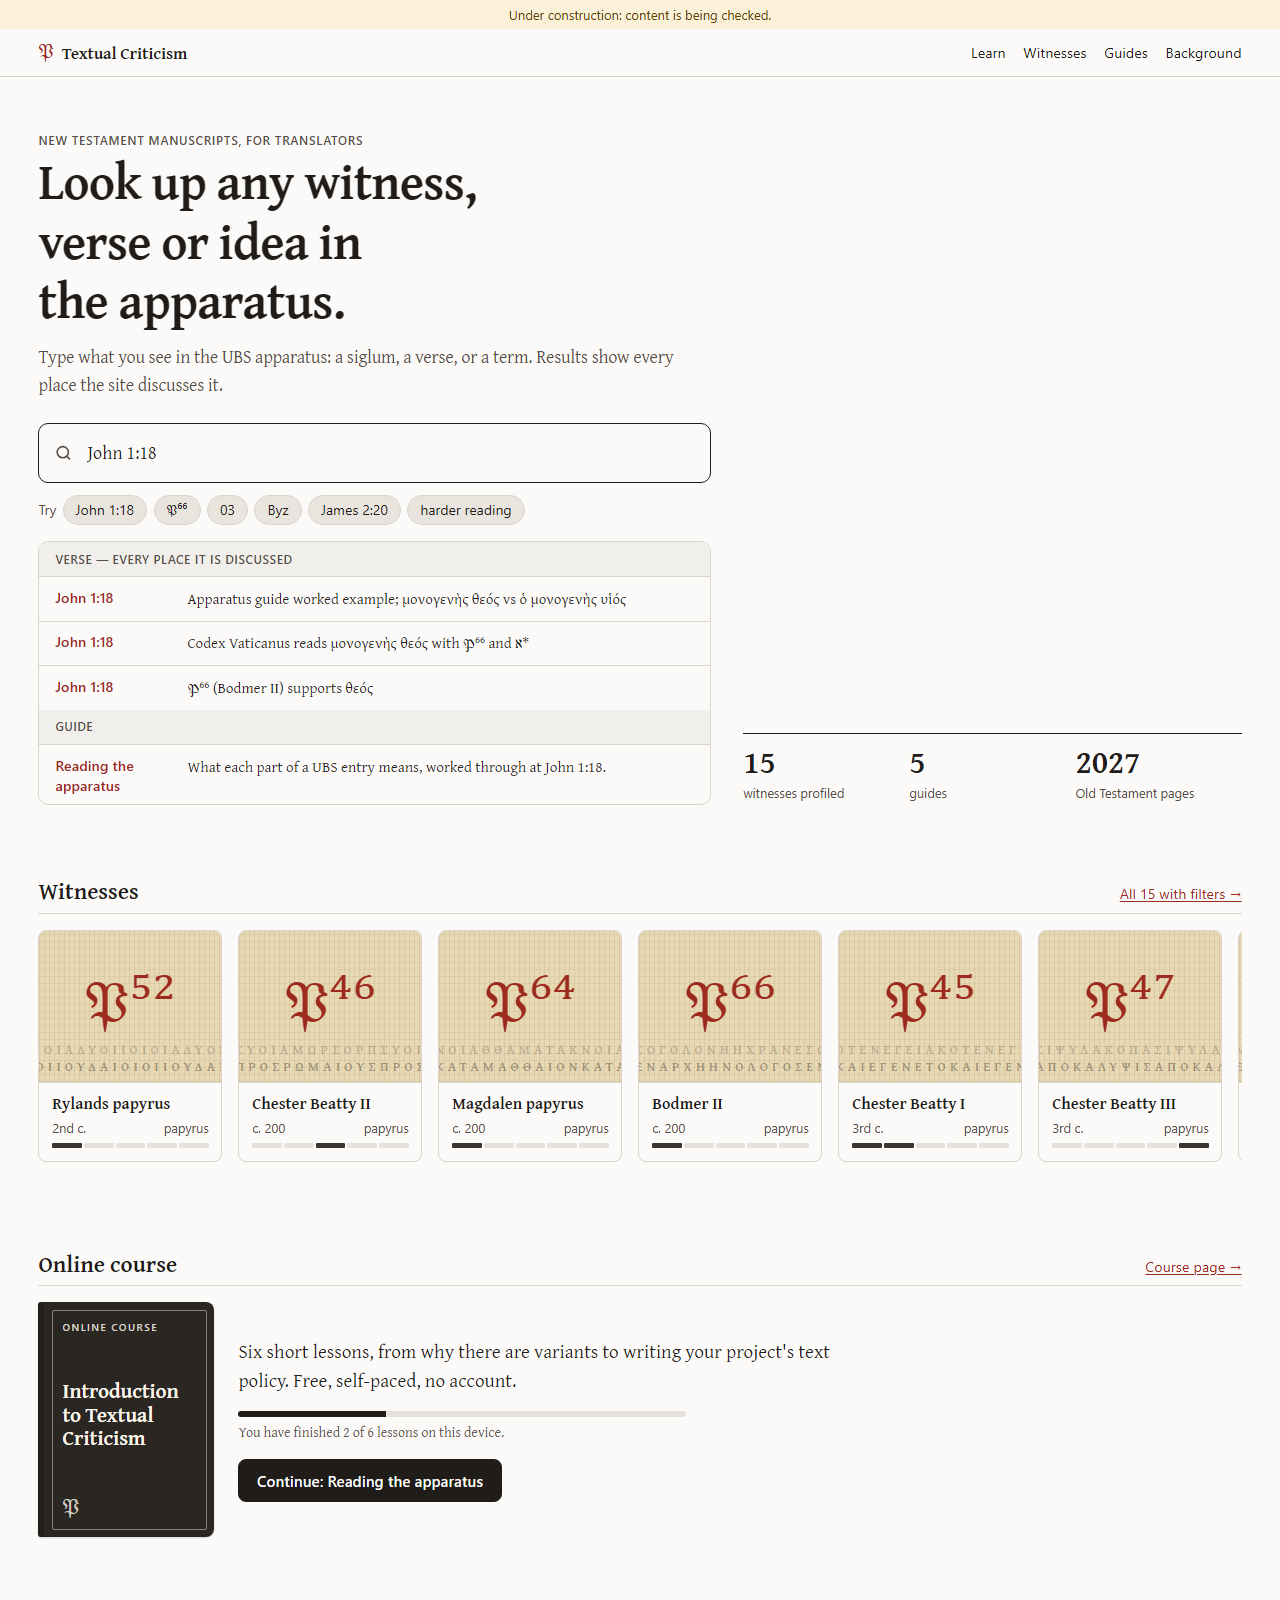 Under construction: content is being checked.
𝔓 Textual Criticism
Learn Witnesses Guides Background
NEW TESTAMENT MANUSCRIPTS, FOR TRANSLATORS
Look up any witness,
verse or idea in
the apparatus.
Type what you see in the UBS apparatus: a siglum, a verse, or a term. Results show every
place the site discusses it.
John 1:18
Try John 1:18 𝔓⁶⁶ 03 Byz James 2:20 harder reading
VERSE — EVERY PLACE IT IS DISCUSSED
John 1:18 Apparatus guide worked example; μονογενὴς θεός vs ὁ μονογενὴς υἱός
John 1:18 Codex Vaticanus reads μονογενὴς θεός with 𝔓⁶⁶ and ℵ*
John 1:18 𝔓⁶⁶ (Bodmer II) supports θεός
GUIDE
Reading the apparatus What each part of a UBS entry means, worked through at John 1:18.
15 5 2027
witnesses profiled guides Old Testament pages
Witnesses All 15 with filters →
𝔓⁵² 𝔓⁴⁶ 𝔓⁶⁴ 𝔓⁶⁶ 𝔓⁴⁵ 𝔓⁴⁷
Rylands papyrus Chester Beatty II Magdalen papyrus Bodmer II Chester Beatty I Chester Beatty III
2nd c. papyrus c. 200 papyrus c. 200 papyrus c. 200 papyrus 3rd c. papyrus 3rd c. papyrus
Online course Course page →
ONLINE COURSE
Introduction
to Textual
Criticism
𝔓
Six short lessons, from why there are variants to writing your project's text
policy. Free, self-paced, no account.
You have finished 2 of 6 lessons on this device.
Continue: Reading the apparatus